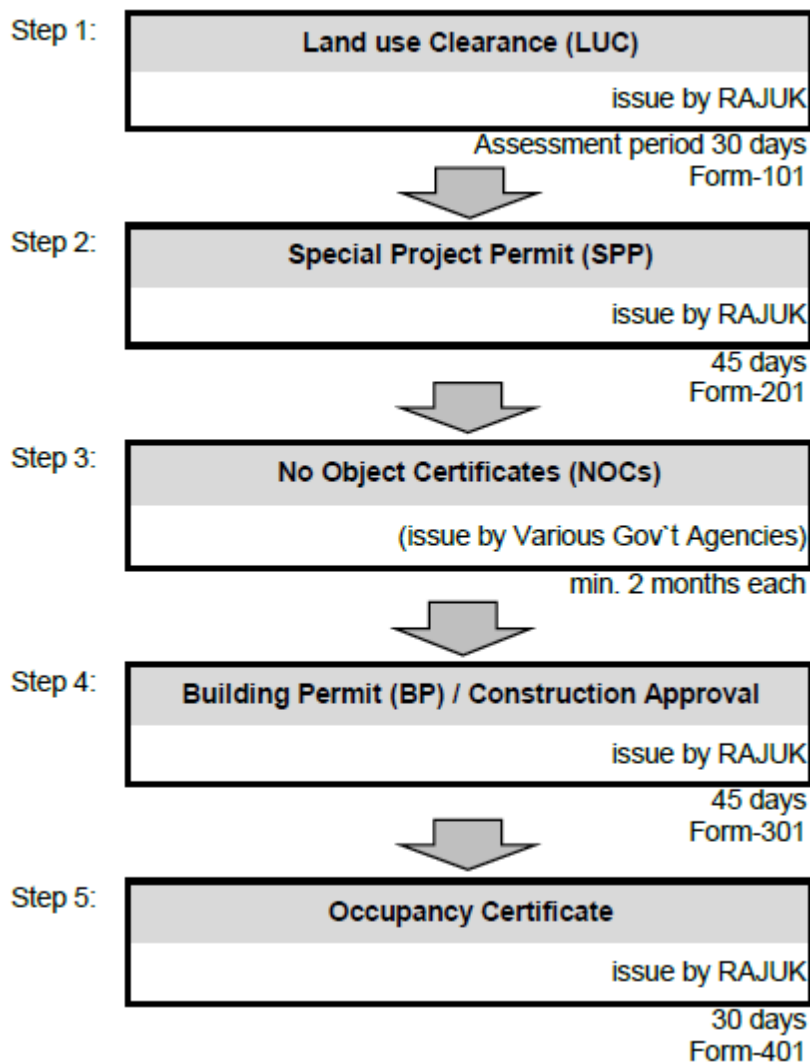 Step 1:
Land use Clearance (LUC)
issue by RAJUK
Assessment period 30 days
Form-101
Step 2:
Special Project Permit (SPP)
issue by RAJUK
45 days
Form-201
Step 3:
No Object Certificates (NOCs)
(issue by Various Gov`t Agencies)
min. 2 months each
Step 4:
Building Permit (BP) / Construction Approval
issue by RAJUK
45 days
Form-301
Step 5:
Occupancy Certificate
issue by RAJUK
30 days
Form-401